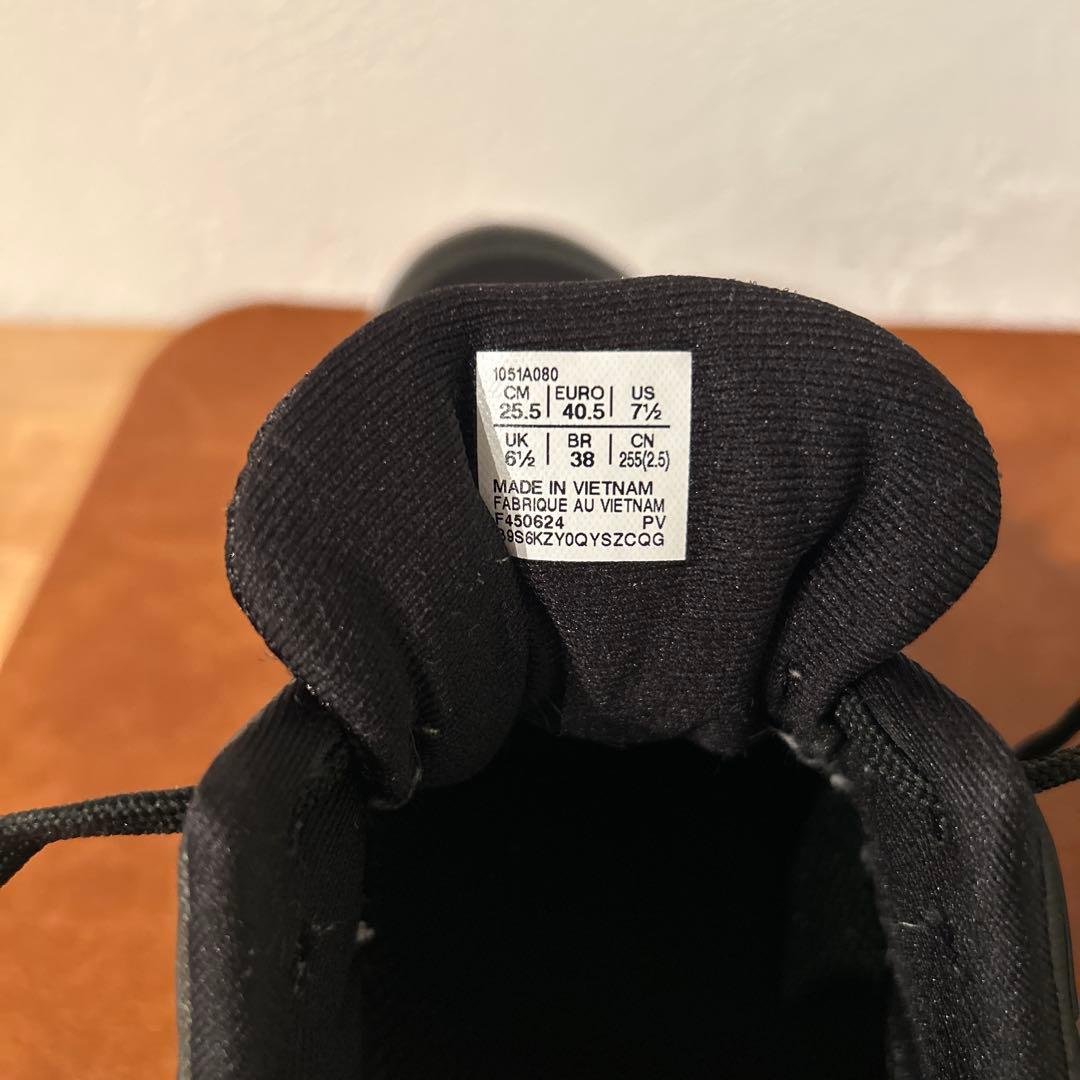 1051A080
CM | EURO | US
25.5 | 40.5 | 7½
UK | BR | CN
6½ | 38 | 255(2.5)
MADE IN VIETNAM
FABRIQUE AU VIETNAM
F450624 PV